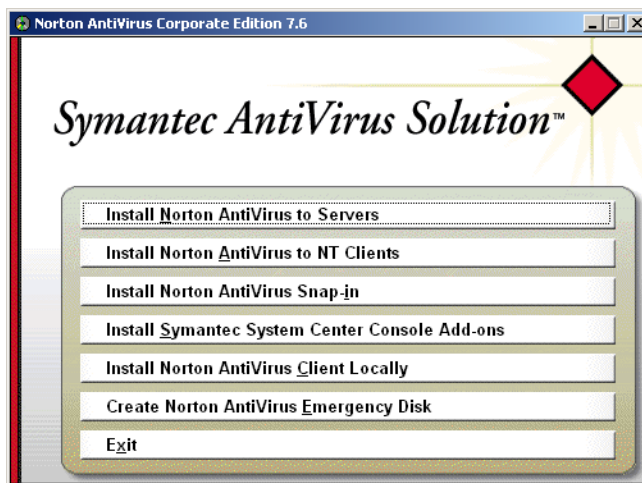 Norton AntiVirus Corporate Edition 7.6
Symantec AntiVirus Solution™
Install Norton AntiVirus to Servers
Install Norton AntiVirus to NT Clients
Install Norton AntiVirus Snap-in
Install Symantec System Center Console Add-ons
Install Norton AntiVirus Client Locally
Create Norton AntiVirus Emergency Disk
Exit